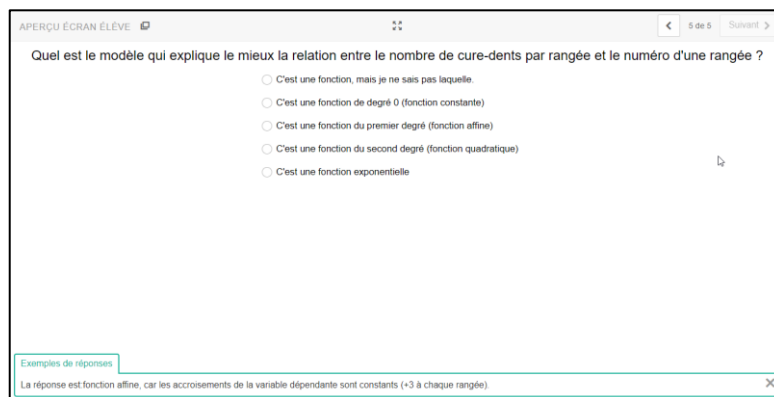 APERÇU ÉCRAN ÉLÈVE
5 de 5
Suivant
Quel est le modèle qui explique le mieux la relation entre le nombre de cure-dents par rangée et le numéro d'une rangée ?
C'est une fonction, mais je ne sais pas laquelle.
C'est une fonction de degré 0 (fonction constante)
C'est une fonction du premier degré (fonction affine)
C'est une fonction du second degré (fonction quadratique)
C'est une fonction exponentielle
Exemples de réponses
La réponse est:fonction affine, car les accroisements de la variable dépendante sont constants (+3 à chaque rangée).